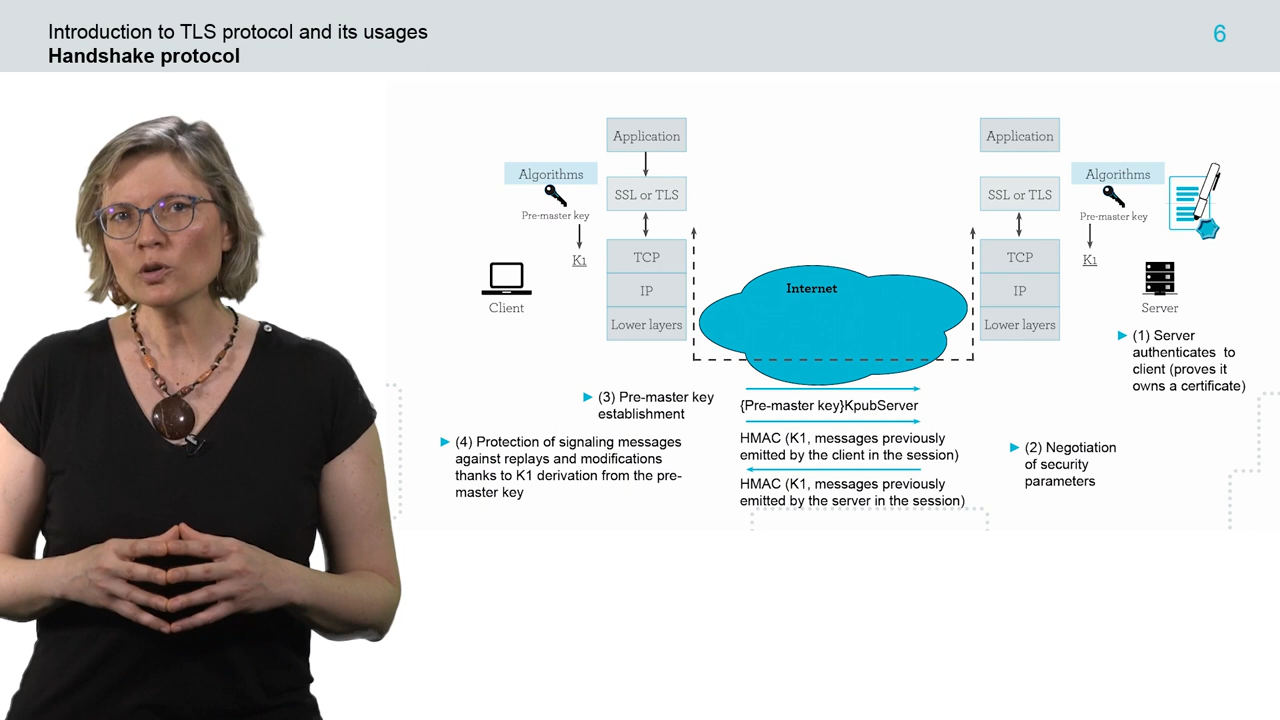 Introduction to TLS protocol and its usages
Handshake protocol
6
Application
Algorithms
SSL or TLS
Pre-master key
K1
TCP
IP
Lower layers
Client
Internet
Application
SSL or TLS
Algorithms
Pre-master key
K1
TCP
IP
Lower layers
Server
(1) Server
authenticates to
client (proves it
owns a certificate)
(3) Pre-master key
establishment
{Pre-master key}KpubServer
(4) Protection of signaling messages
against replays and modifications
thanks to K1 derivation from the pre-
master key
HMAC (K1, messages previously
emitted by the client in the session)
HMAC (K1, messages previously
emitted by the server in the session)
(2) Negotiation
of security
parameters